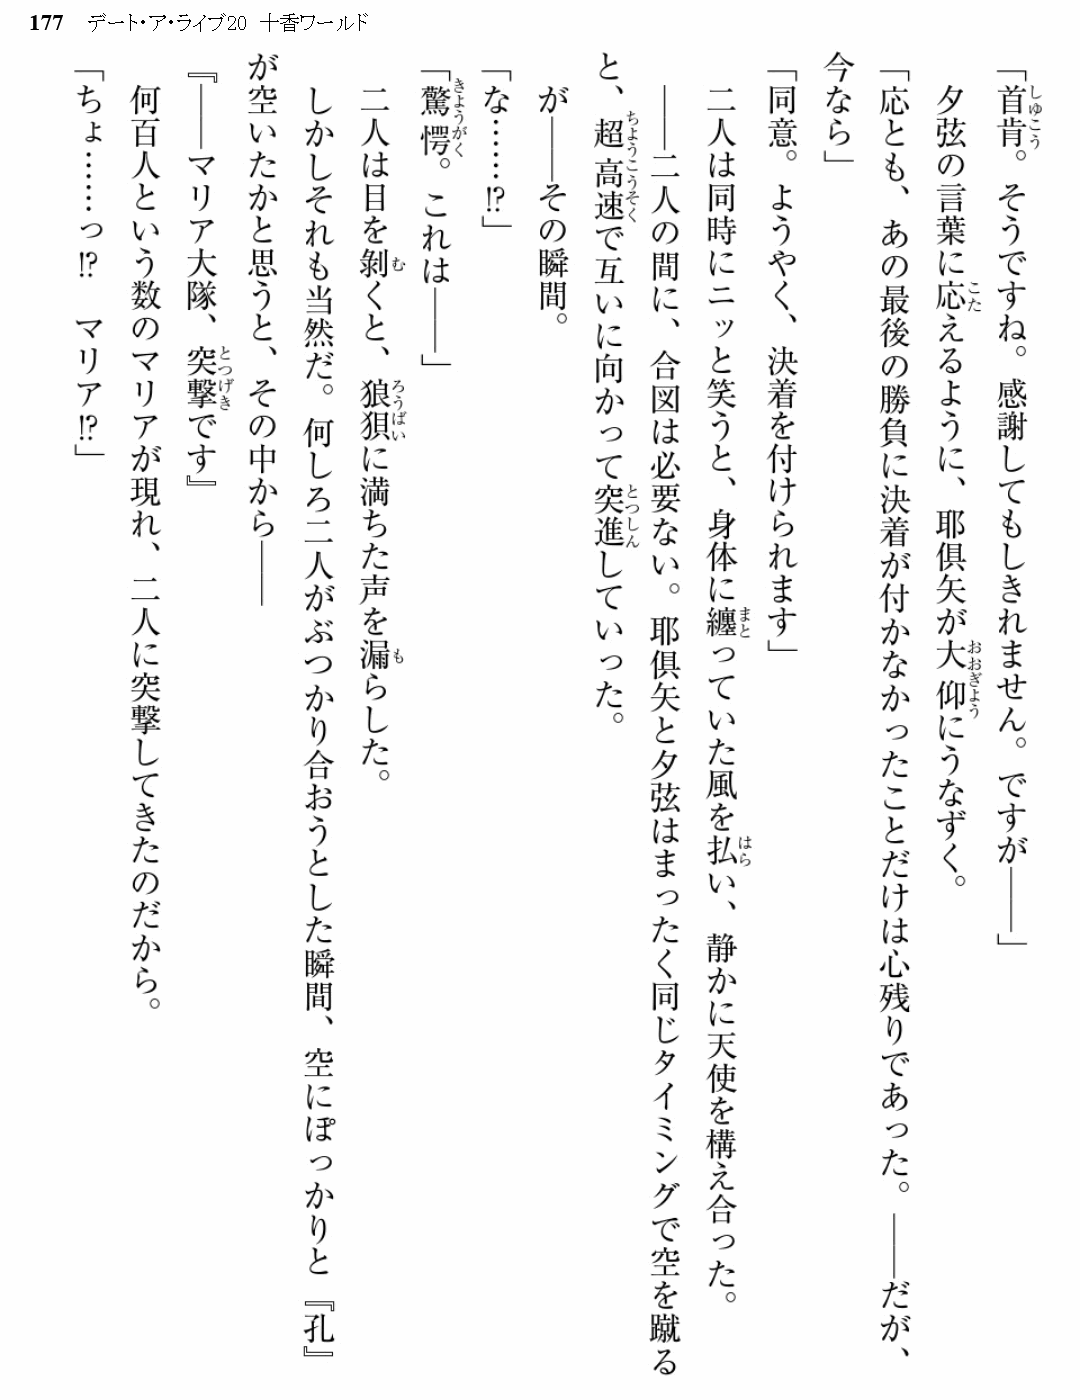 177 デート・ア・ライブ20 十香ワールド
「首肯。そうですね。感謝してもしきれません。ですが――」
夕弦の言葉に応えるように、耶倶矢が大仰にうなずく。
「応とも、あの最後の勝負に決着が付かなかったことだけは心残りであった。――だが、
今なら」
「同意。ようやく、決着を付けられます」
二人は同時にニッと笑うと、身体に纏っていた風を払い、静かに天使を構え合った。
――二人の間に、合図は必要ない。耶倶矢と夕弦はまったく同じタイミングで空を蹴る
と、超高速で互いに向かって突進していった。
が――その瞬間。
「な……!?」
「驚愕。これは――」
二人は目を剝くと、狼狽に満ちた声を漏らした。
しかしそれも当然だ。何しろ二人がぶつかり合おうとした瞬間、空にぽっかりと『孔』
が空いたかと思うと、その中から――
『――マリア大隊、突撃です』
何百人という数のマリアが現れ、二人に突撃してきたのだから。
「ちょ……っ!? マリア!?」